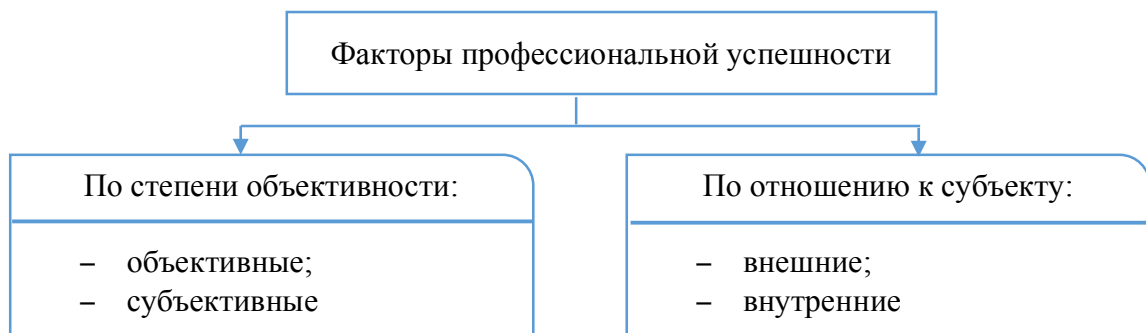 Факторы профессиональной успешности
По степени объективности:
– объективные;
– субъективные
По отношению к субъекту:
– внешние;
– внутренние